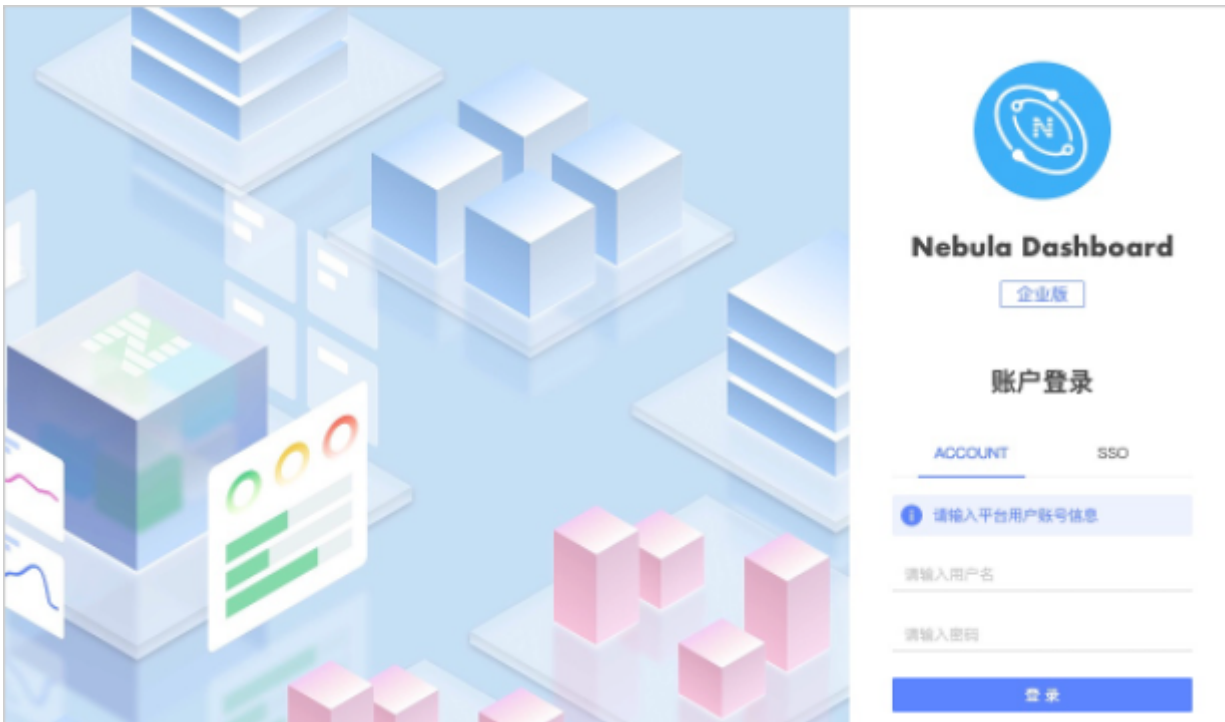 Nebula Dashboard
企业版
账户登录
ACCOUNT SSO
请输入平台用户账号信息
请输入用户名
请输入密码
登录